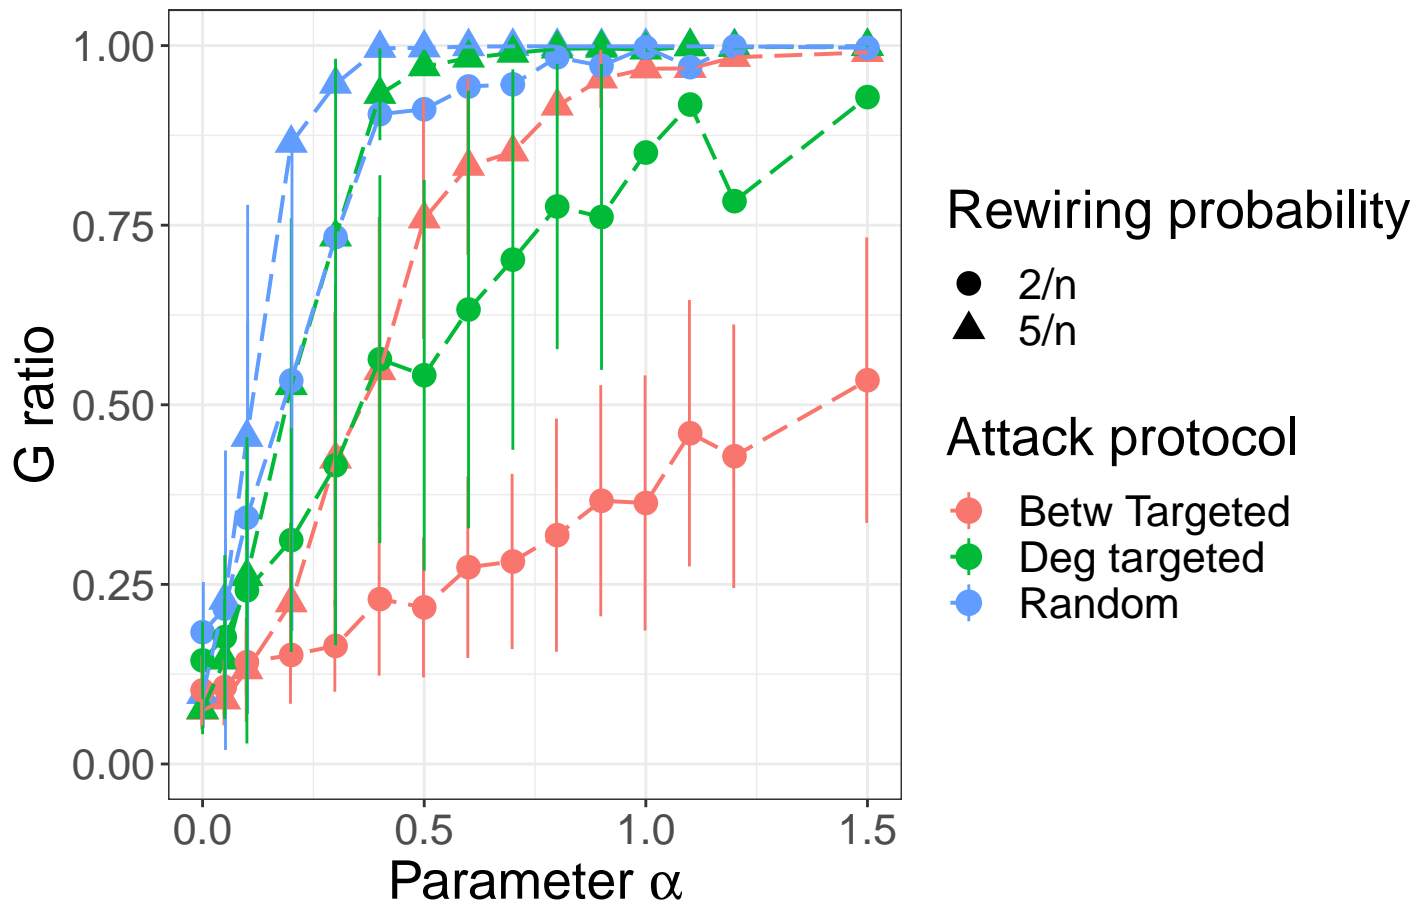 1.00
0.75
0.50
0.25
0.00
G ratio
0.0
0.5
1.0
1.5
Parameter α
Rewiring probability
2/n
5/n
Attack protocol
Betw Targeted
Deg targeted
Random